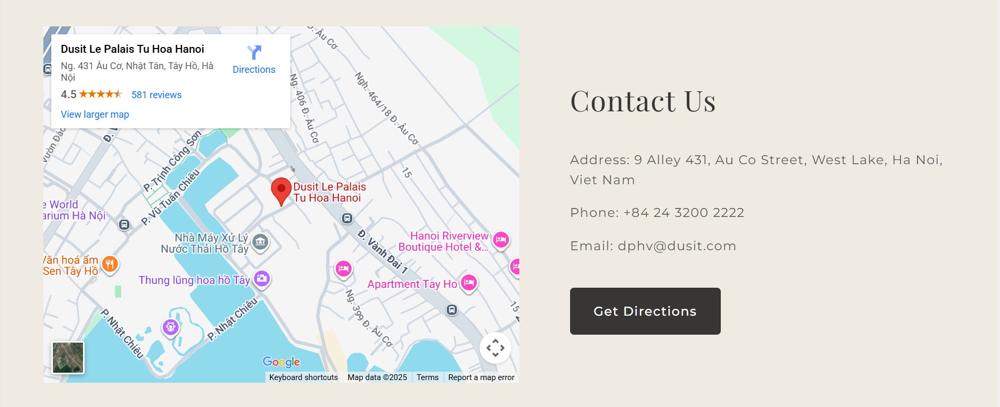 Dusit Le Palais Tu Hoa Hanoi
Ng. 431 Âu Cơ, Nhật Tân, Tây Hồ, Hà
Nội
4.5
581 reviews
View larger map
Directions
Đ. Âu Cơ
Ng. 406 Đ. Âu Cơ
Ngh. 464/18 Đ. Âu Cơ
Vườn Đào
P. Trịnh Công Sơn
P. Vũ Tuấn Chiêu
15
Dusit Le Palais
Tu Hoa Hanoi
e World
arium Hà Nội
Nhà Máy Xử Lý
Nước Thải Hồ Tây
Đ. Vành Đai 1
Hanoi Riverview
Boutique Hotel &...
Văn hoá ẩm
Sen Tây Hồ
Thung lũng hoa hồ Tây
Apartment Tay Ho
Ng. 399 Đ. Âu Cơ
15
P. Nhật Chiêu
P. Nhật Chiêu
Google
Keyboard shortcuts
Map data ©2025
Terms
Report a map error
Contact Us
Address: 9 Alley 431, Au Co Street, West Lake, Ha Noi,
Viet Nam
Phone: +84 24 3200 2222
Email: dphv@dusit.com
Get Directions